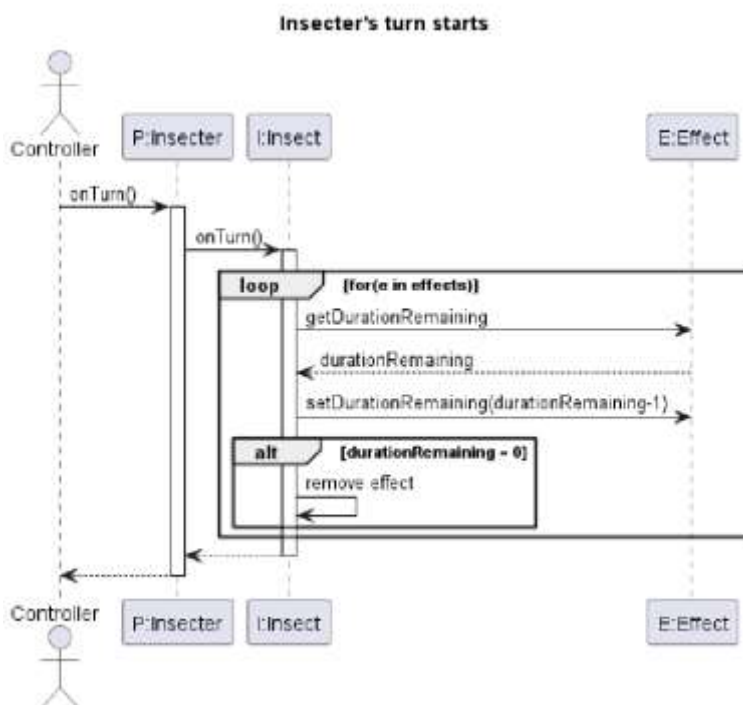 Insecter's turn starts
Controller
P:Insecter
I:Insect
E:Effect
onTurn()
onTurn()
loop
[for(e in effects)]
getDurationRemaining
durationRemaining
setDurationRemaining(durationRemaining-1)
alt
[durationRemaining = 0]
remove effect
Controller
P:Insecter
I:Insect
E:Effect